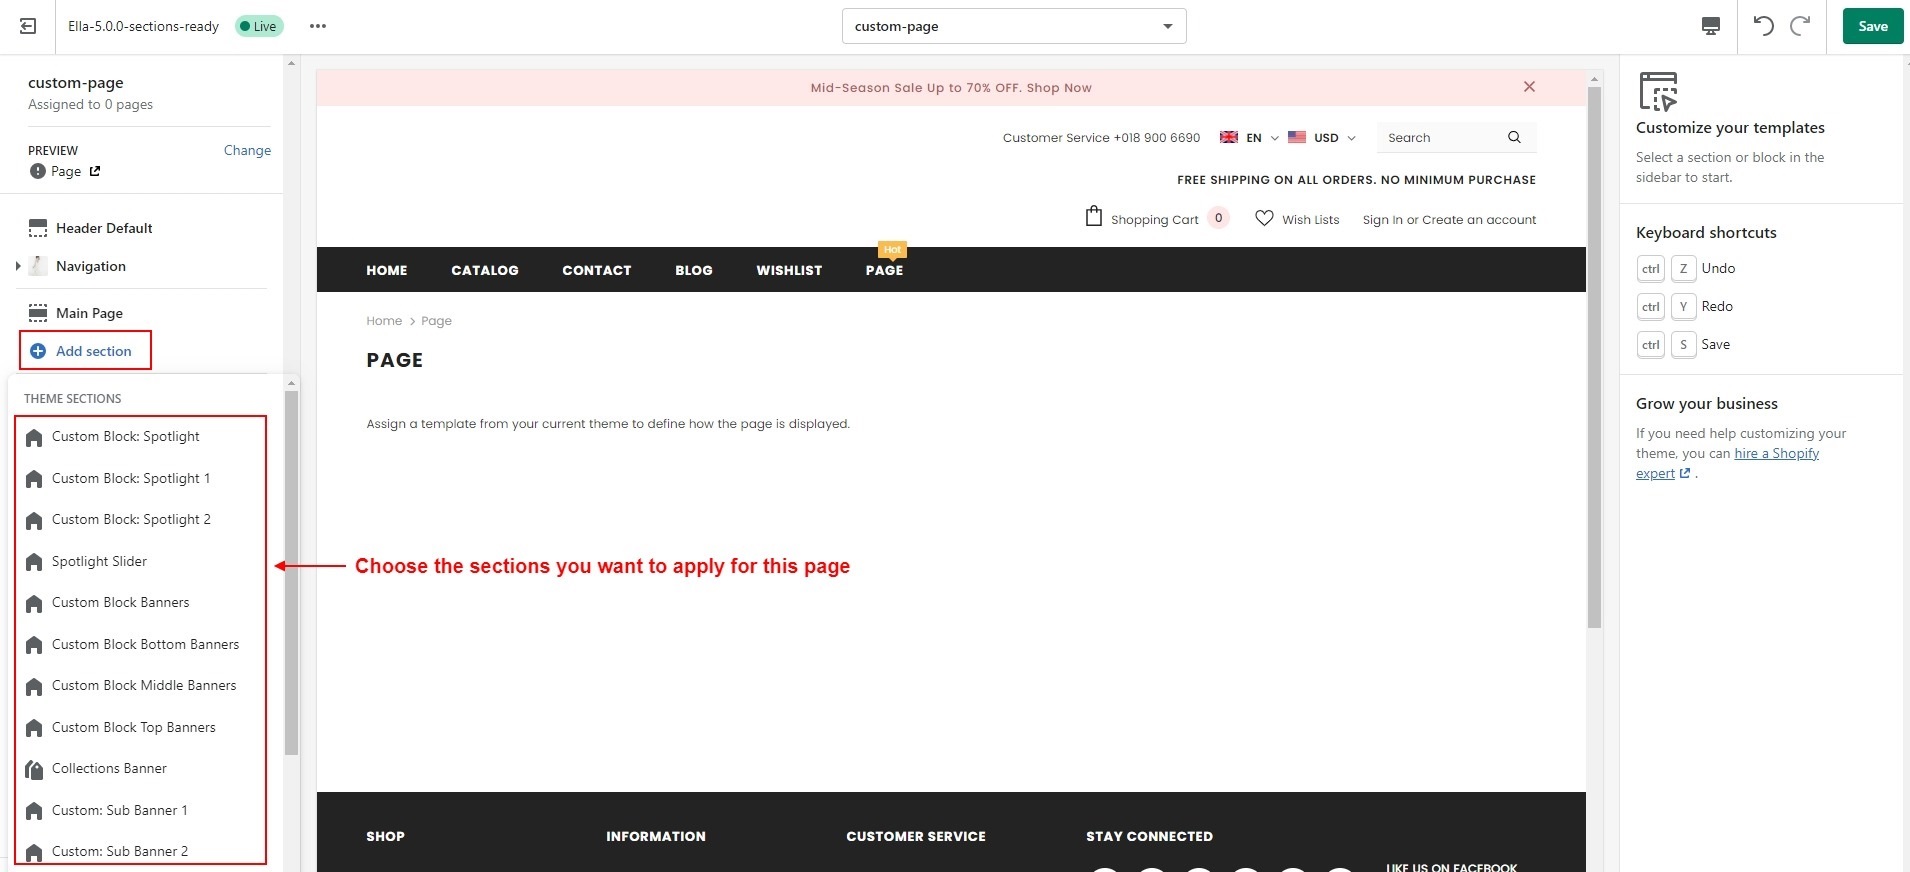 Ella-5.0.0-sections-ready
Live
custom-page
Save
custom-page
Assigned to 0 pages
PREVIEW
Change
Page
Header Default
Navigation
Main Page
Add section
THEME SECTIONS
Custom Block: Spotlight
Custom Block: Spotlight 1
Custom Block: Spotlight 2
Spotlight Slider
Custom Block Banners
Custom Block Bottom Banners
Custom Block Middle Banners
Custom Block Top Banners
Collections Banner
Custom: Sub Banner 1
Custom: Sub Banner 2
Mid-Season Sale Up to 70% OFF. Shop Now
Customer Service +018 900 6690
EN
USD
Search
FREE SHIPPING ON ALL ORDERS. NO MINIMUM PURCHASE
Shopping Cart 0
Wish Lists
Sign In or Create an account
Hot
HOME CATALOG CONTACT BLOG WISHLIST PAGE
Home > Page
PAGE
Assign a template from your current theme to define how the page is displayed.
Choose the sections you want to apply for this page
SHOP
INFORMATION
CUSTOMER SERVICE
STAY CONNECTED
LIKE US ON FACEBOOK
Customize your templates
Select a section or block in the
sidebar to start.
Keyboard shortcuts
ctrl Z Undo
ctrl Y Redo
ctrl S Save
Grow your business
If you need help customizing your
theme, you can hire a Shopify
expert .